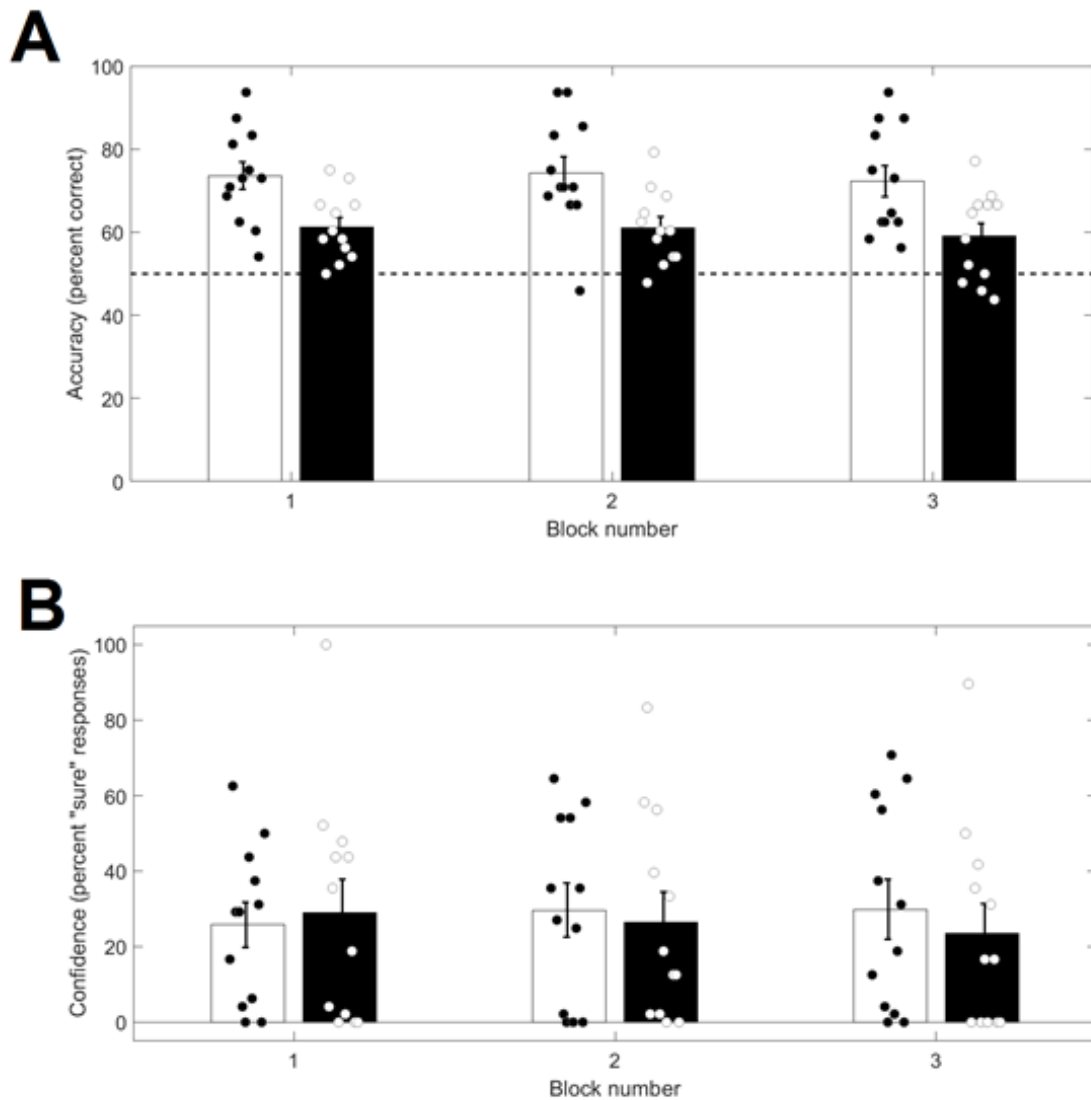 A
100
80
60
40
20
0
Accuracy (percent correct)
1 2 3
Block number
B
100
80
60
40
20
0
Confidence (percent "sure" responses)
1 2 3
Block number